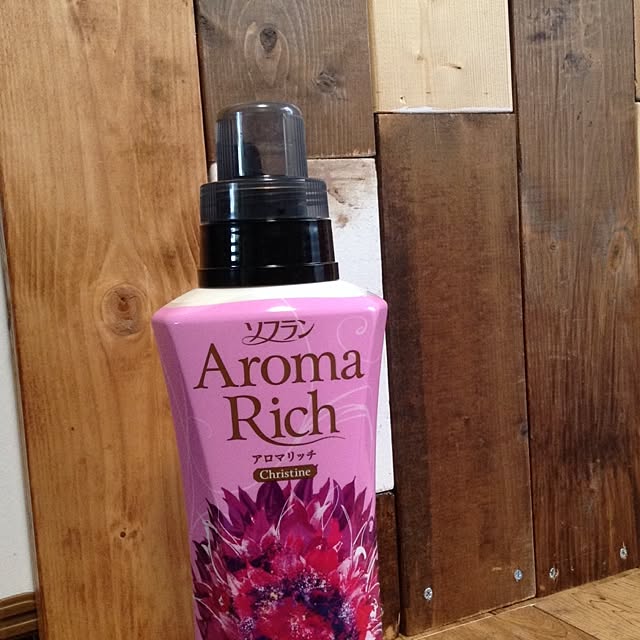 ソフラン
Aroma
Rich
アロマリッチ
Christine